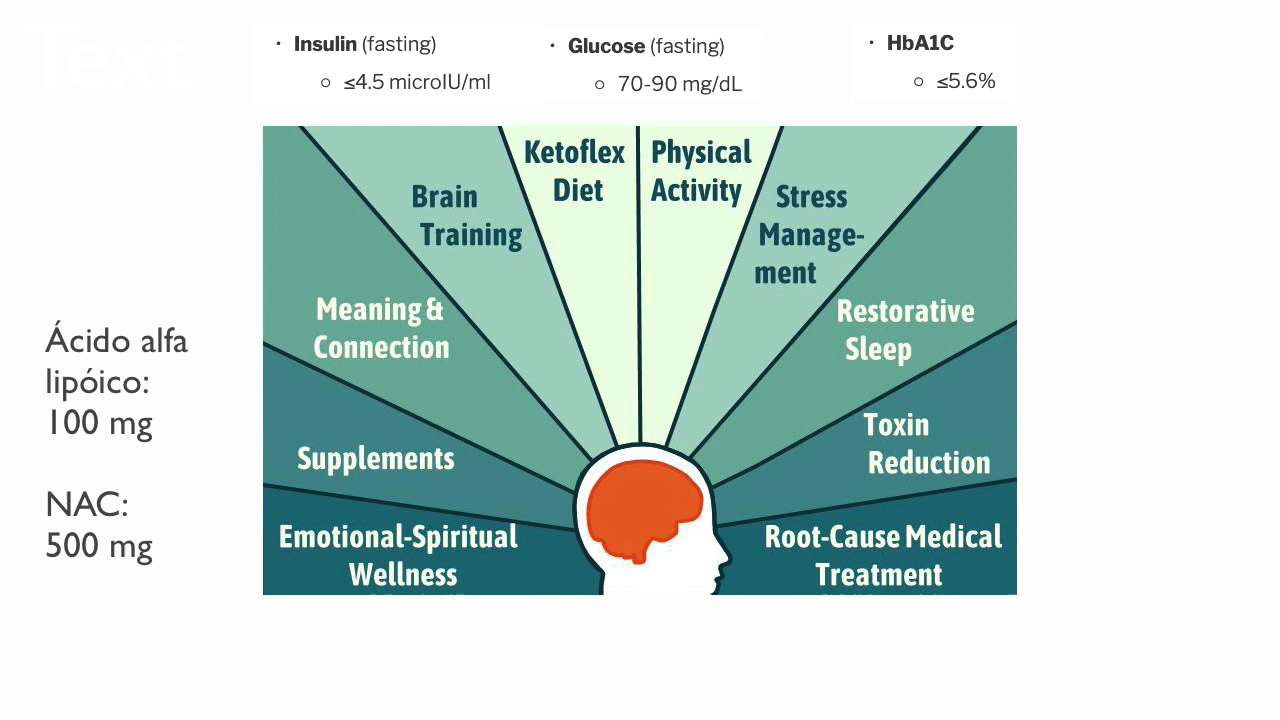 Text
• Insulin (fasting)
○ ≤4.5 microIU/ml
• Glucose (fasting)
○ 70-90 mg/dL
• HbA1C
○ ≤5.6%
Ketoflex
Diet
Physical
Activity
Brain
Training
Stress
Manage-
ment
Meaning &
Connection
Restorative
Sleep
Supplements
Toxin
Reduction
Emotional-Spiritual
Wellness
Root-Cause Medical
Treatment
Ácido alfa
lipóico:
100 mg
NAC:
500 mg